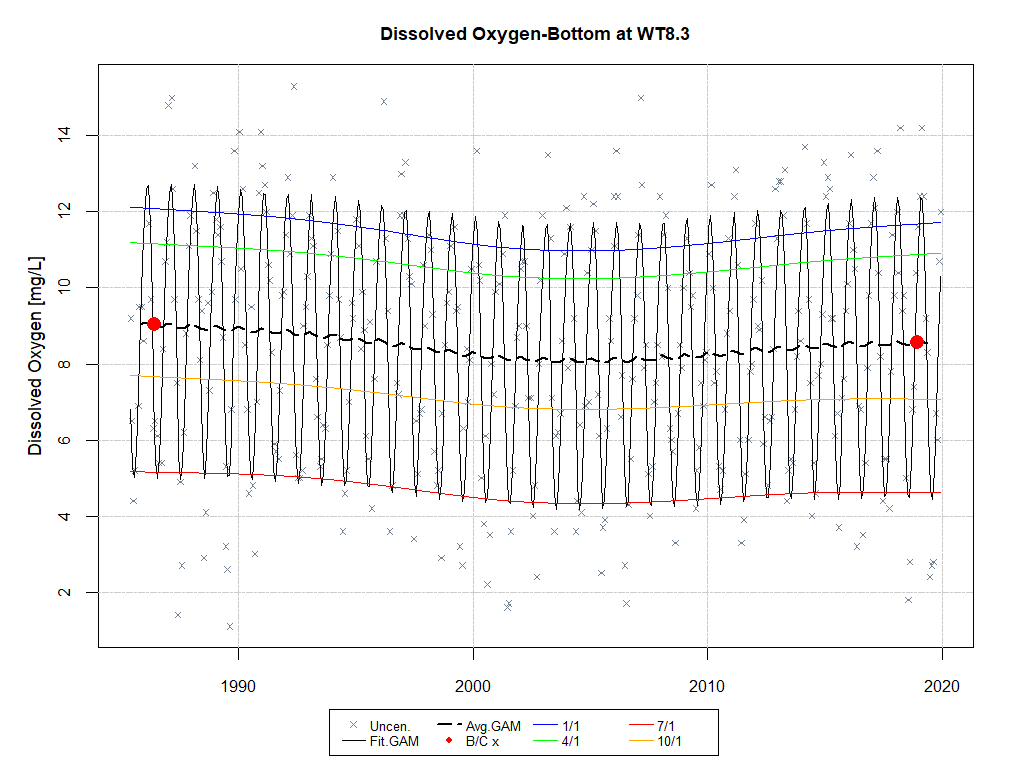 Dissolved Oxygen-Bottom at WT8.3
Dissolved Oxygen [mg/L]
14
12
10
8
6
4
2
1990 2000 2010 2020
Uncen. Avg.GAM 1/1 7/1
Fit.GAM B/C x 4/1 10/1